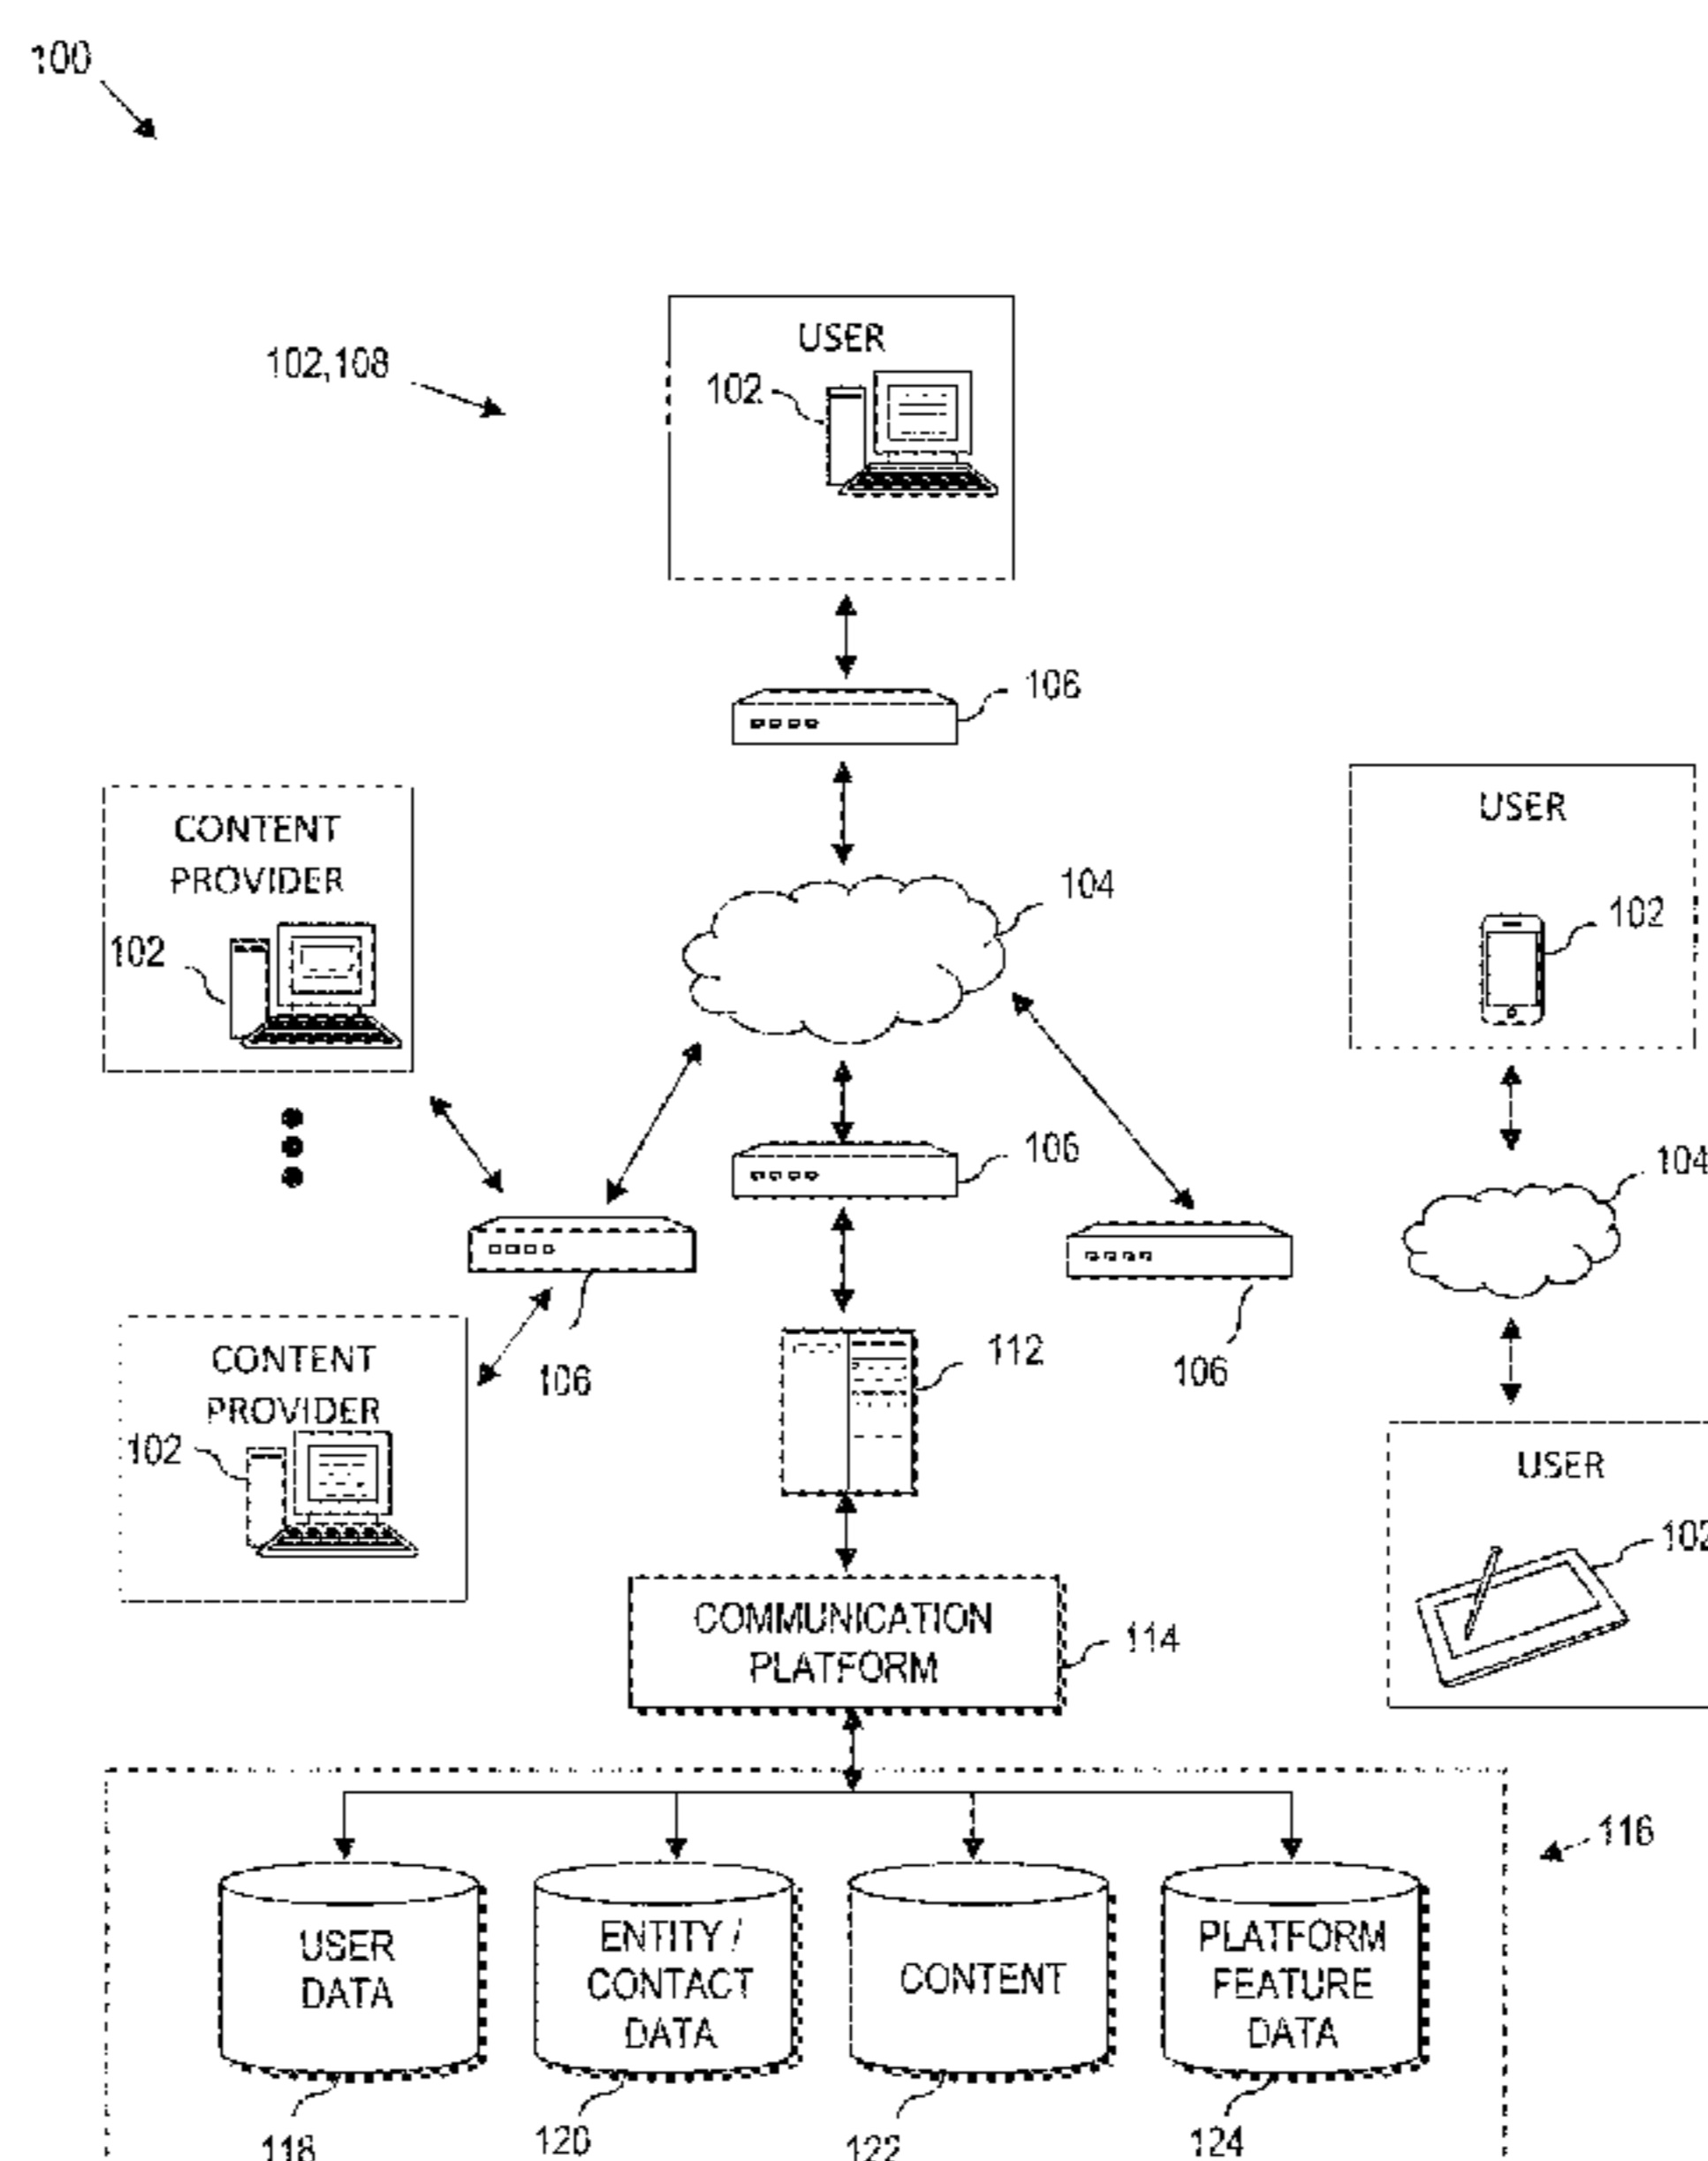 100
USER
102,108
102
106
CONTENT
PROVIDER
102
104
USER
102
106
104
106
106
CONTENT
PROVIDER
102
112
USER
102
COMMUNICATION
PLATFORM
114
116
USER
DATA
ENTITY /
CONTACT
DATA
CONTENT
PLATFORM
FEATURE
DATA
118
120
122
124